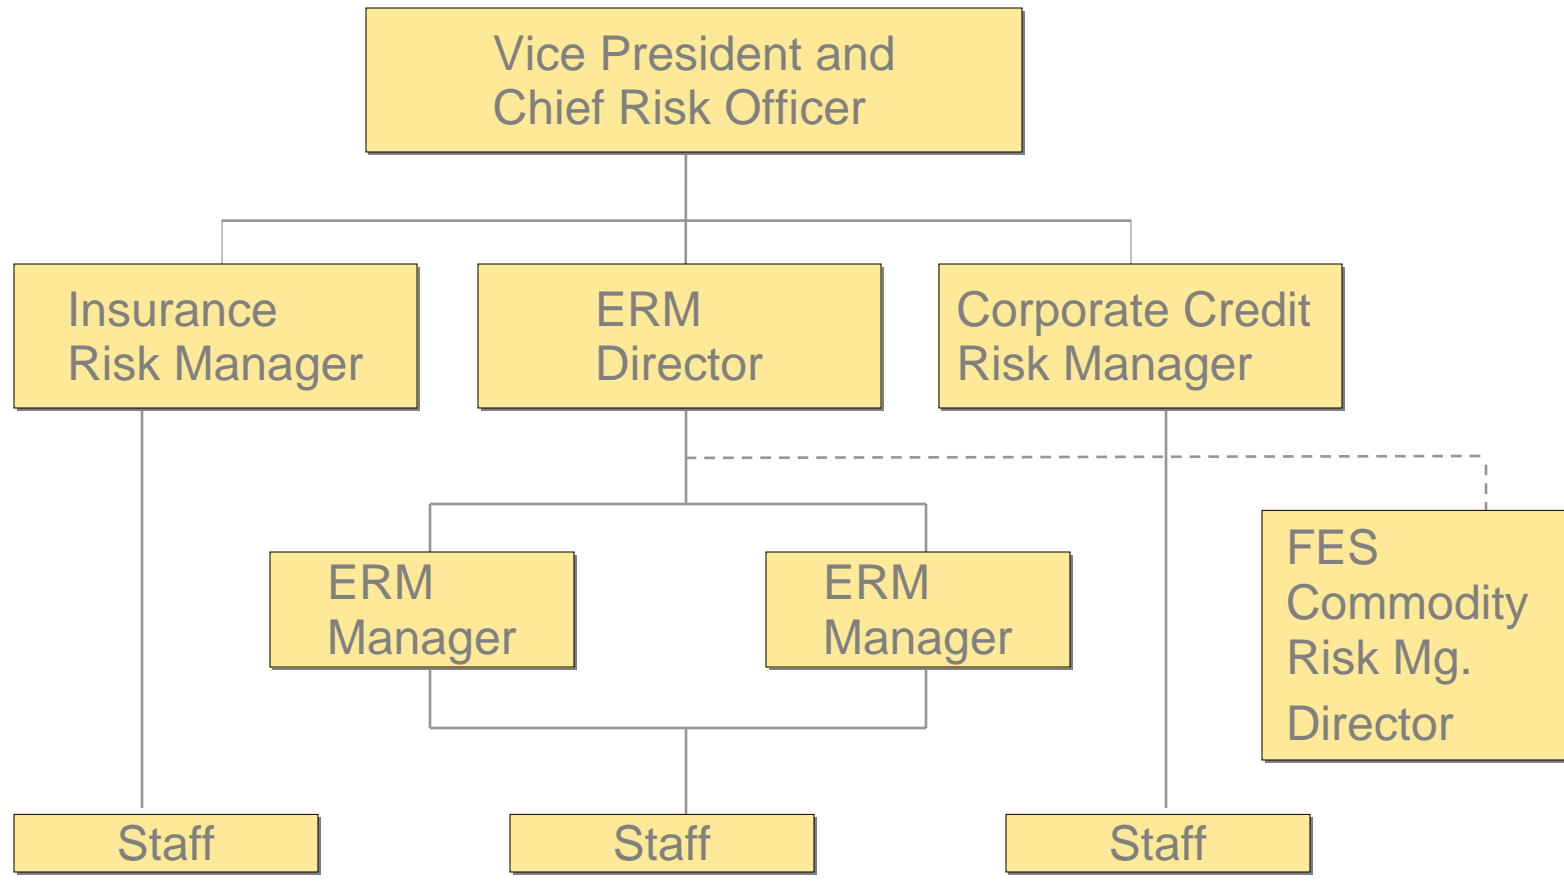 Vice President and
Chief Risk Officer
Insurance
Risk Manager
ERM
Director
Corporate Credit
Risk Manager
ERM
Manager
ERM
Manager
FES
Commodity
Risk Mg.
Director
Staff
Staff
Staff